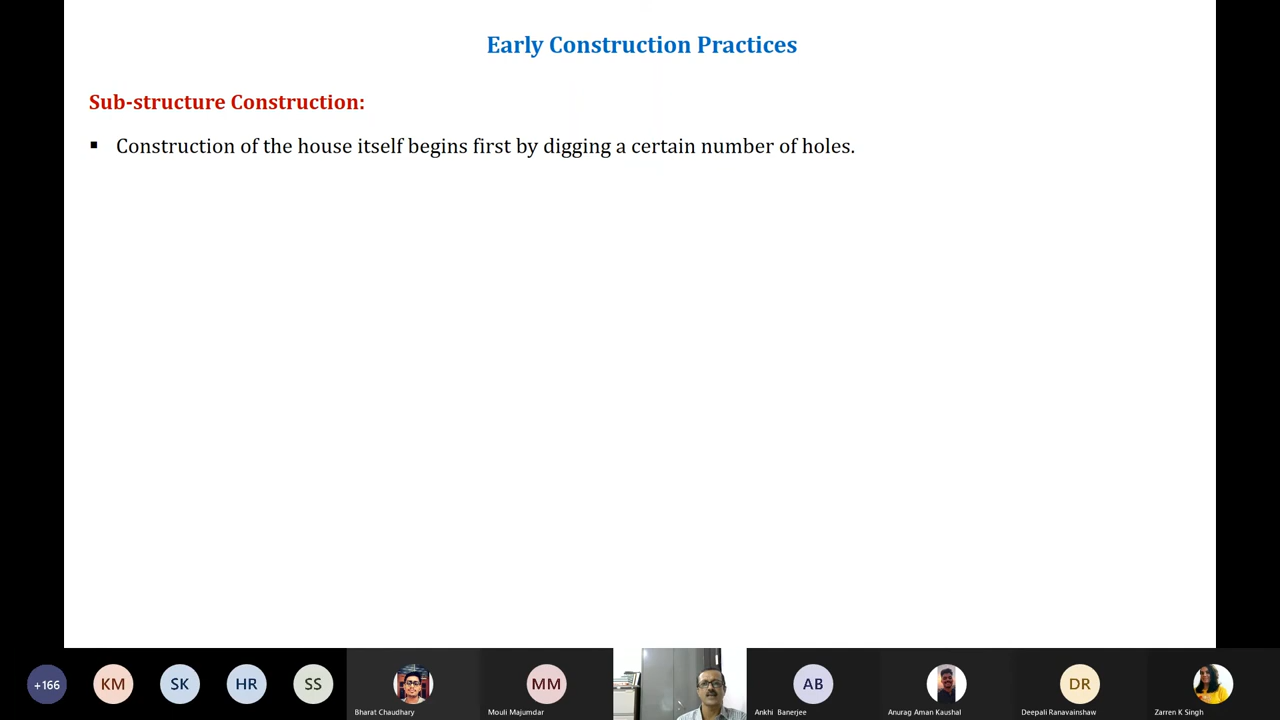 Early Construction Practices
Sub-structure Construction:
▪ Construction of the house itself begins first by digging a certain number of holes.
+166
KM
SK
HR
SS
MM
AB
DR
Bharat Chaudhary
Mouli Majumdar
Ankhi Banerjee
Anurag Aman Kaushal
Deepali Ranavainshaw
Zarren K Singh